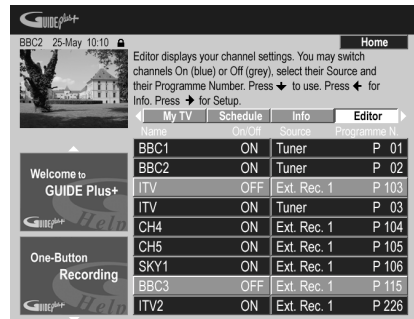 GUIDE plus+
BBC2 25-May 10:10
Home
Editor displays your channel settings. You may switch
channels On (blue) or Off (grey), select their Source and
their Programme Number. Press ↓ to use. Press ← for
Info. Press → for Setup.
My TV Schedule Info Editor
Name On/Off Source Programme N.
BBC1 ON Tuner P 01
BBC2 ON Tuner P 02
ITV OFF Ext. Rec. 1 P 103
ITV ON Tuner P 03
CH4 ON Ext. Rec. 1 P 104
CH5 ON Ext. Rec. 1 P 105
SKY1 ON Ext. Rec. 1 P 106
BBC3 OFF Ext. Rec. 1 P 115
ITV2 ON Ext. Rec. 1 P 226
Welcome to
GUIDE Plus+
GUIDE plus+ Help
One-Button
Recording
GUIDE plus+ Help